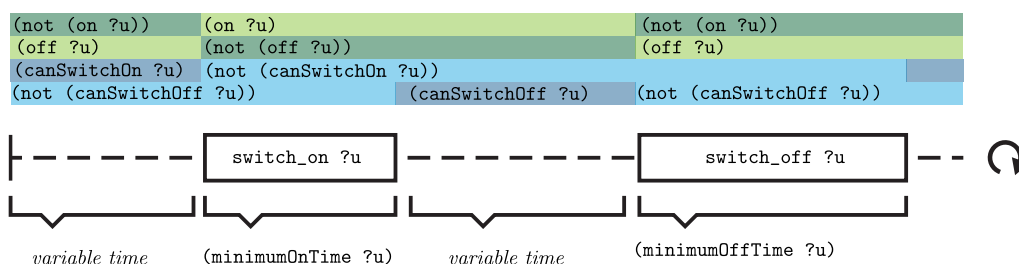 (not (on ?u)) (on ?u) (not (on ?u))
(off ?u) (not (off ?u)) (off ?u)
(canSwitchOn ?u) (not (canSwitchOn ?u))
(not (canSwitchOff ?u)) (canSwitchOff ?u) (not (canSwitchOff ?u))
switch_on ?u switch_off ?u
variable time (minimumOnTime ?u) variable time (minimumOffTime ?u)